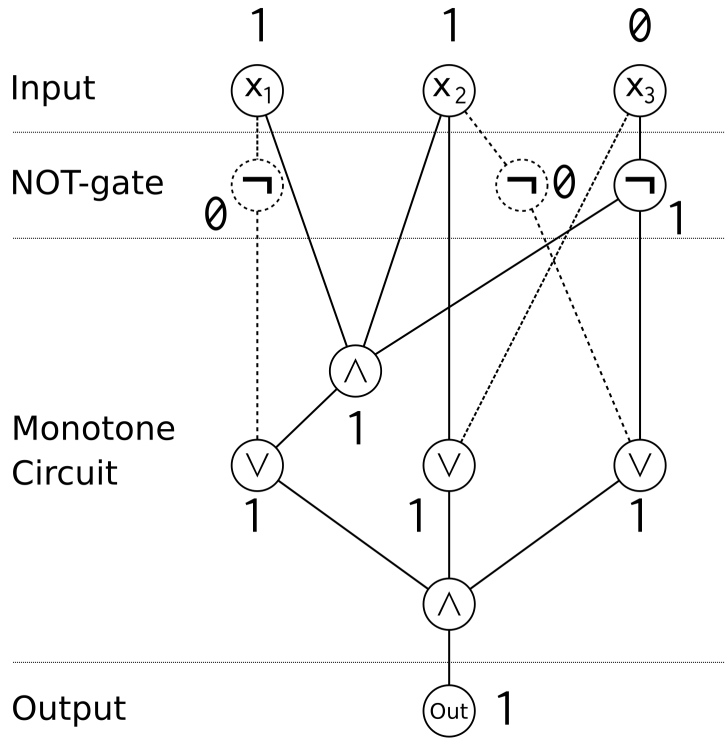 1 1 0
Input x₁ x₂ x₃
NOT-gate ¬ ¬ 0 ¬
0 1
∧
1
Monotone
Circuit
∨ ∨ ∨
1 1 1
∧
Output Out 1